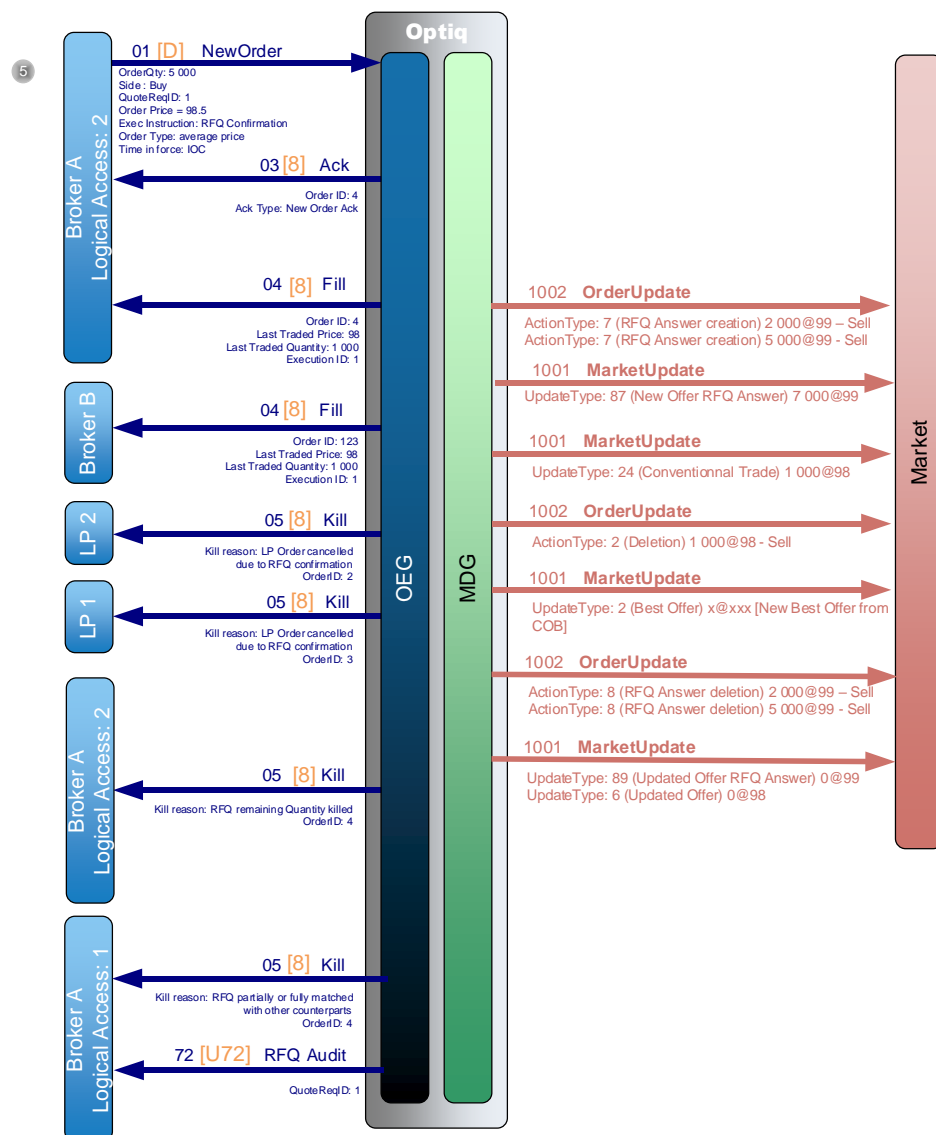 Optiq
5
Broker A
Logical Access: 2
01 [D] NewOrder
OrderQty: 5 000
Side : Buy
QuoteReqID: 1
Order Price = 98.5
Exec Instruction: RFQ Confirmation
Order Type: average price
Time in force: IOC
03 [8] Ack
Order ID: 4
Ack Type: New Order Ack
04 [8] Fill
Order ID: 4
Last Traded Price: 98
Last Traded Quantity: 1 000
Execution ID: 1
Broker B
04 [8] Fill
Order ID: 123
Last Traded Price: 98
Last Traded Quantity: 1 000
Execution ID: 1
LP 2
05 [8] Kill
Kill reason: LP Order cancelled
due to RFQ confirmation
OrderID: 2
LP 1
05 [8] Kill
Kill reason: LP Order cancelled
due to RFQ confirmation
OrderID: 3
Broker A
Logical Access: 2
05 [8] Kill
Kill reason: RFQ remaining Quantity killed
OrderID: 4
Broker A
Logical Access: 1
05 [8] Kill
Kill reason: RFQ partially or fully matched
with other counterparts
OrderID: 4
72 [U72] RFQ Audit
QuoteReqID: 1
OEG
MDG
1002 OrderUpdate
ActionType: 7 (RFQ Answer creation) 2 000@99 – Sell
ActionType: 7 (RFQ Answer creation) 5 000@99 - Sell
1001 MarketUpdate
UpdateType: 87 (New Offer RFQ Answer) 7 000@99
1001 MarketUpdate
UpdateType: 24 (Conventionnal Trade) 1 000@98
1002 OrderUpdate
ActionType: 2 (Deletion) 1 000@98 - Sell
1001 MarketUpdate
UpdateType: 2 (Best Offer) x@xxx [New Best Offer from
COB]
1002 OrderUpdate
ActionType: 8 (RFQ Answer deletion) 2 000@99 – Sell
ActionType: 8 (RFQ Answer deletion) 5 000@99 - Sell
1001 MarketUpdate
UpdateType: 89 (Updated Offer RFQ Answer) 0@99
UpdateType: 6 (Updated Offer) 0@98
Market